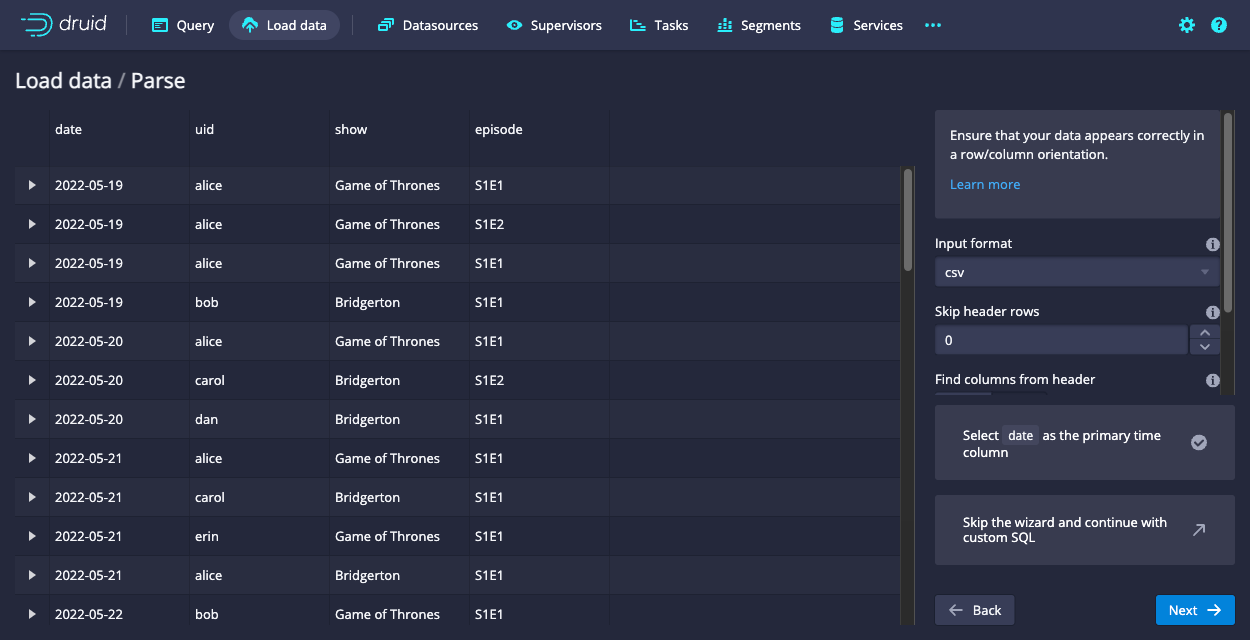 druid Query Load data Datasources Supervisors Tasks Segments Services
Load data / Parse
date uid show episode
2022-05-19 alice Game of Thrones S1E1
2022-05-19 alice Game of Thrones S1E2
2022-05-19 alice Game of Thrones S1E1
2022-05-19 bob Bridgerton S1E1
2022-05-20 alice Game of Thrones S1E1
2022-05-20 carol Bridgerton S1E2
2022-05-20 dan Bridgerton S1E1
2022-05-21 alice Game of Thrones S1E1
2022-05-21 carol Bridgerton S1E1
2022-05-21 erin Game of Thrones S1E1
2022-05-21 alice Bridgerton S1E1
2022-05-22 bob Game of Thrones S1E1
Ensure that your data appears correctly in
a row/column orientation.
Learn more
Input format
csv
Skip header rows
0
Find columns from header
Select date as the primary time
column
Skip the wizard and continue with
custom SQL
Back Next